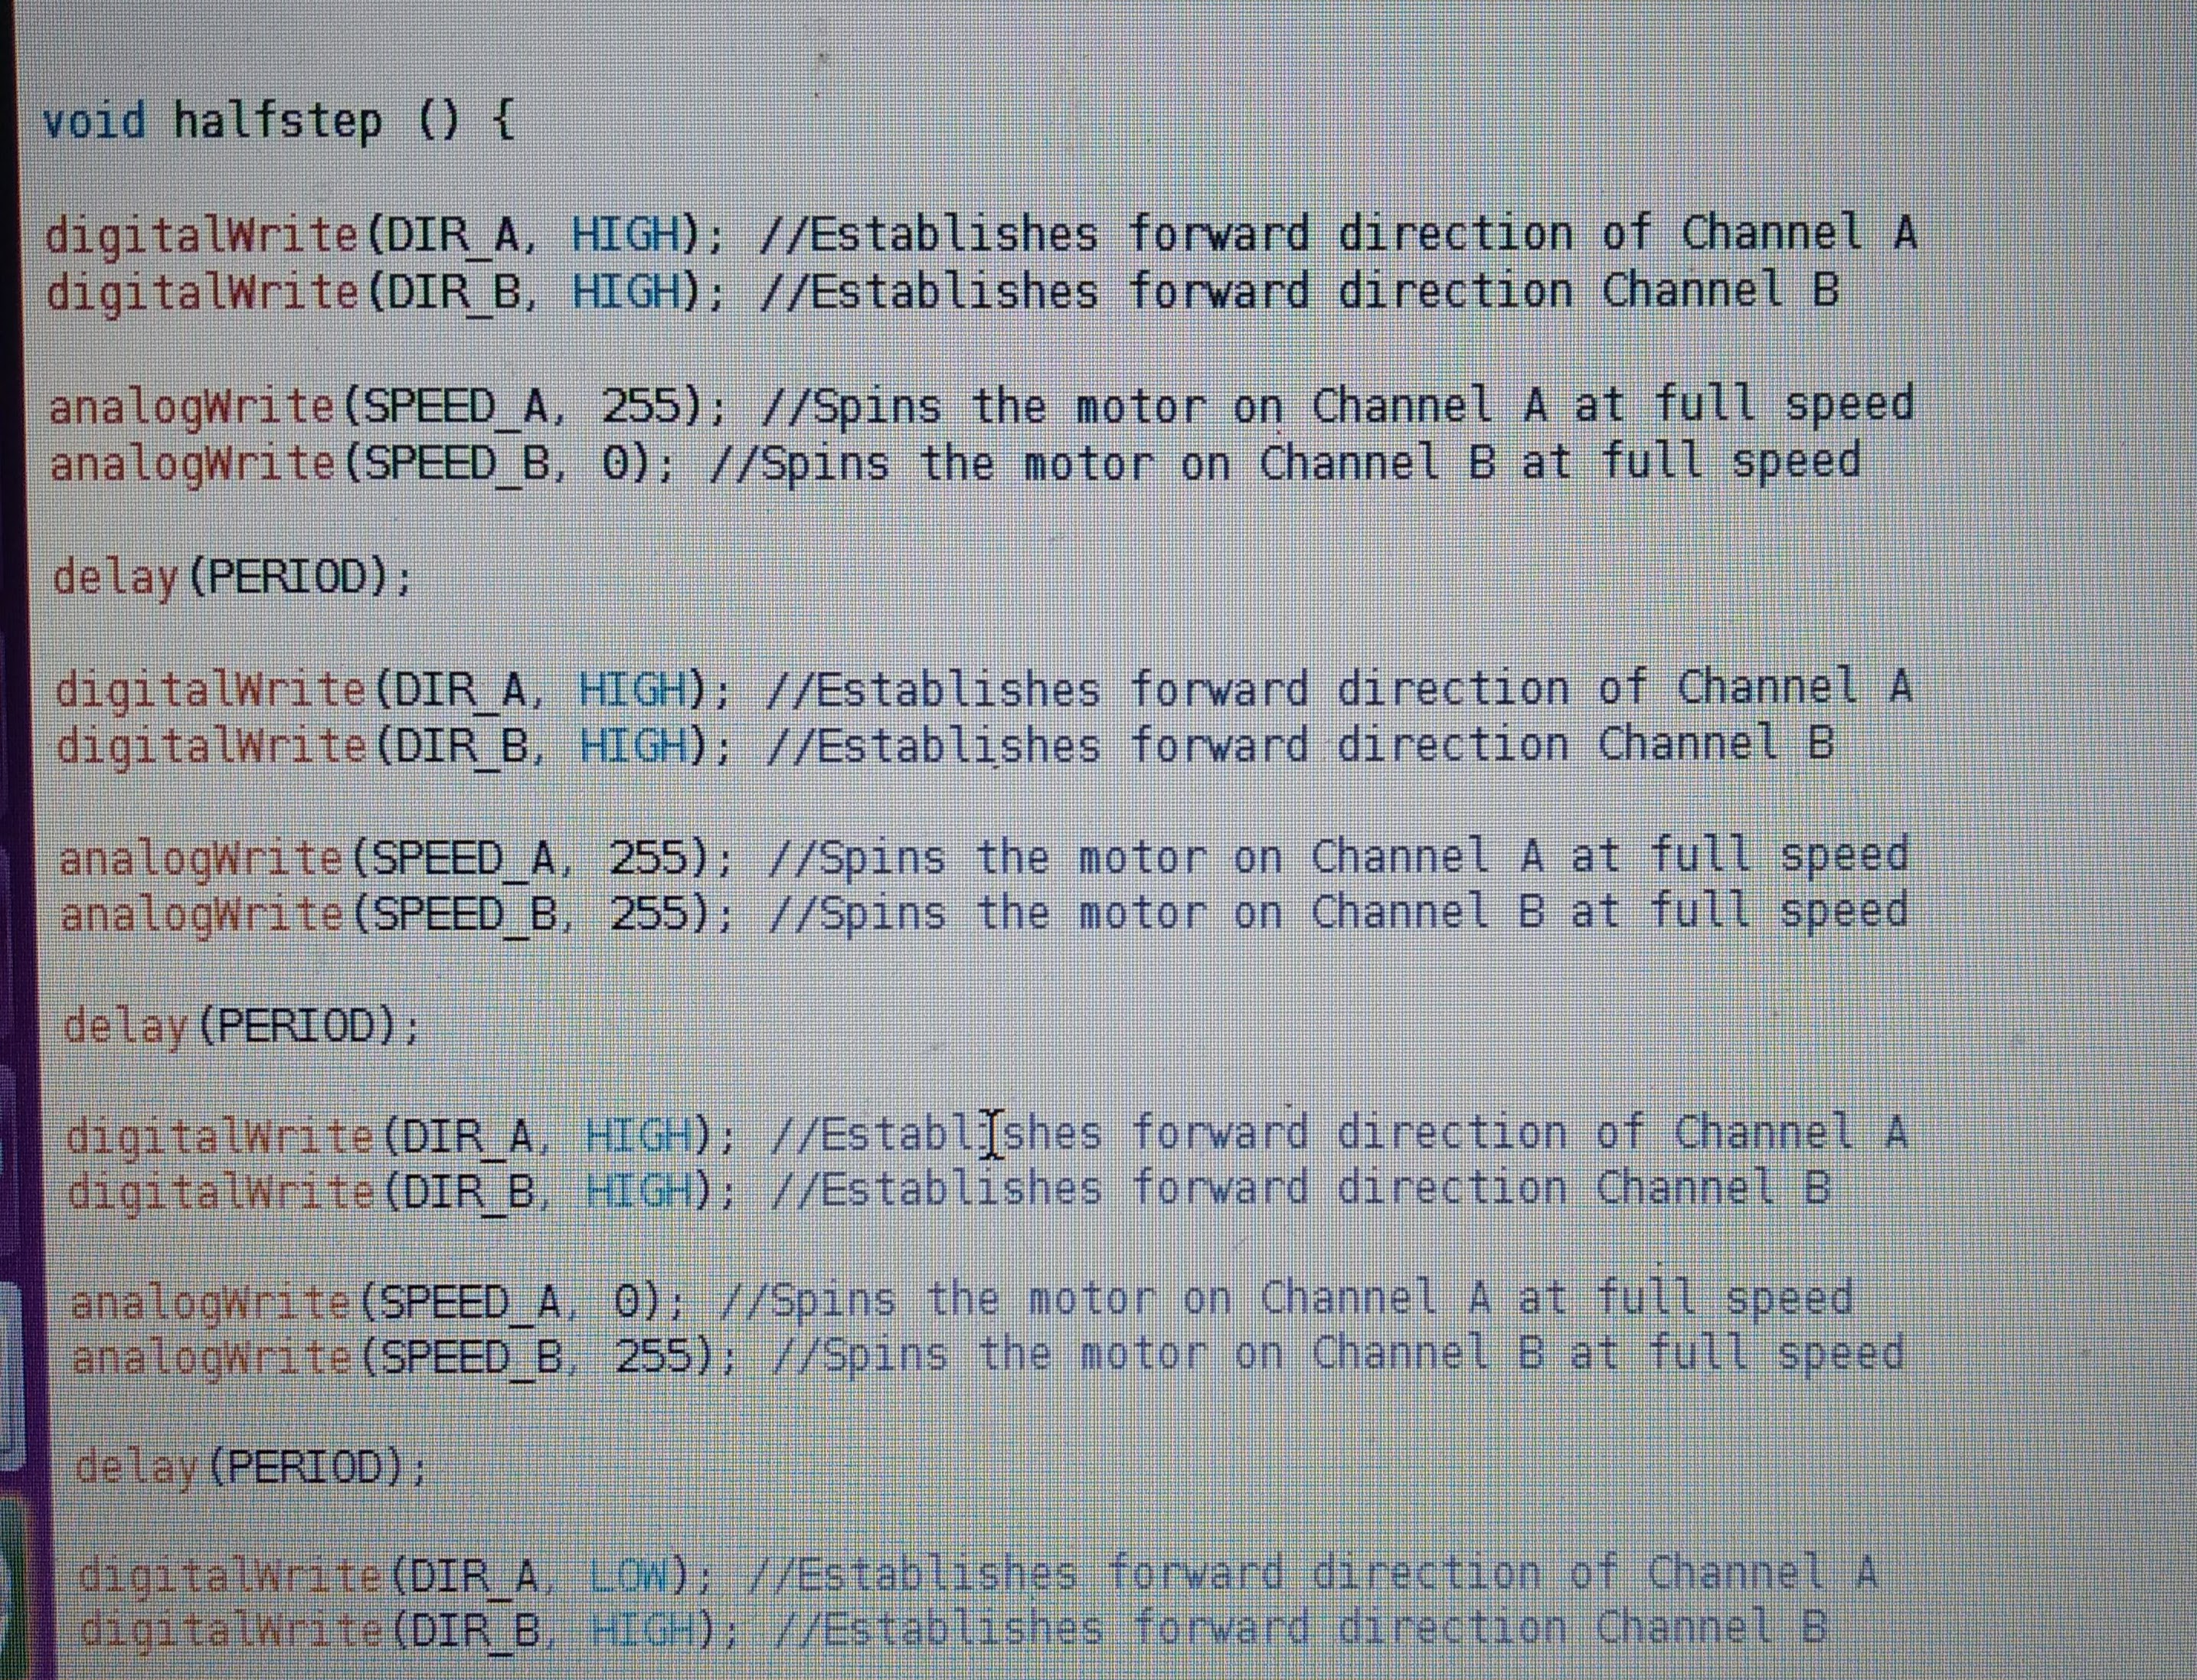 void halfstep () {
digitalWrite(DIR_A, HIGH); //Establishes forward direction of Channel A
digitalWrite(DIR_B, HIGH); //Establishes forward direction Channel B
analogWrite(SPEED_A, 255); //Spins the motor on Channel A at full speed
analogWrite(SPEED_B, 0); //Spins the motor on Channel B at full speed
delay(PERIOD);
digitalWrite(DIR_A, HIGH); //Establishes forward direction of Channel A
digitalWrite(DIR_B, HIGH); //Establishes forward direction Channel B
analogWrite(SPEED_A, 255); //Spins the motor on Channel A at full speed
analogWrite(SPEED_B, 255); //Spins the motor on Channel B at full speed
delay(PERIOD);
digitalWrite(DIR_A, HIGH); //Establishes forward direction of Channel A
digitalWrite(DIR_B, HIGH); //Establishes forward direction Channel B
analogWrite(SPEED_A, 0); //Spins the motor on Channel A at full speed
analogWrite(SPEED_B, 255); //Spins the motor on Channel B at full speed
delay(PERIOD);
digitalWrite(DIR_A, LOW); //Establishes forward direction of Channel A
digitalWrite(DIR_B, HIGH); //Establishes forward direction Channel B